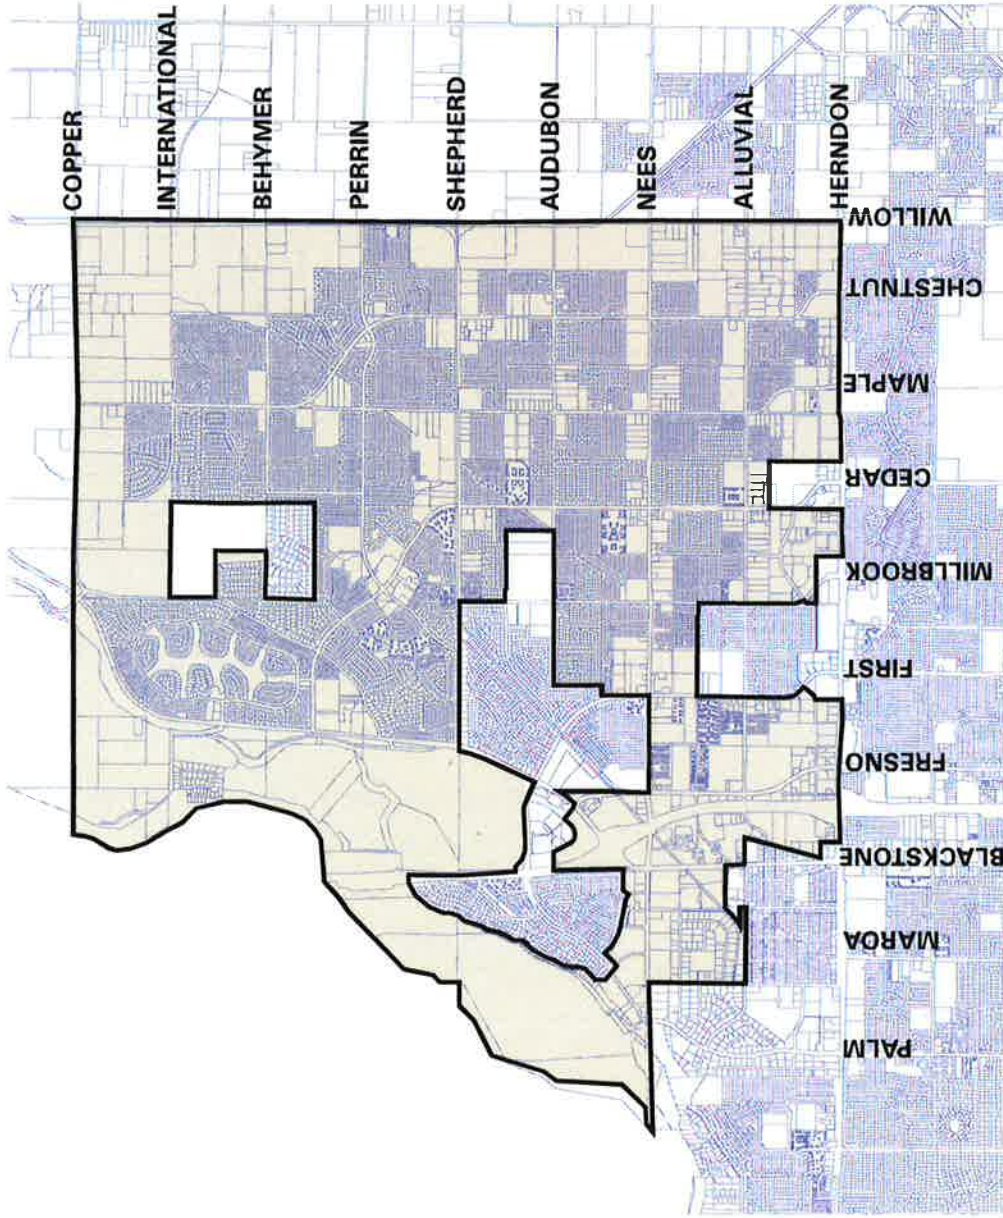 COPPER
INTERNATIONAL
BEHYMER
PERRIN
SHEPHERD
AUDUBON
NEES
ALLUVIAL
HERNDON
WILLOW
CHESTNUT
MAPLE
CEDAR
MILLBROOK
FIRST
FRESNO
BLACKSTONE
MAROA
PALM